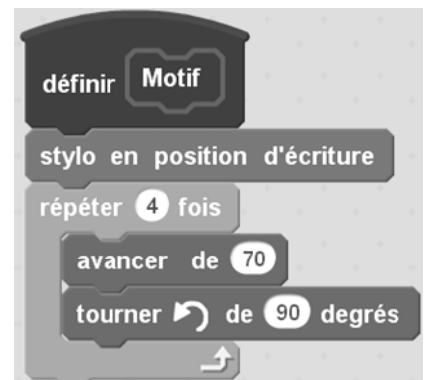 définir Motif
stylo en position d'écriture
répéter 4 fois
avancer de 70
tourner de 90 degrés